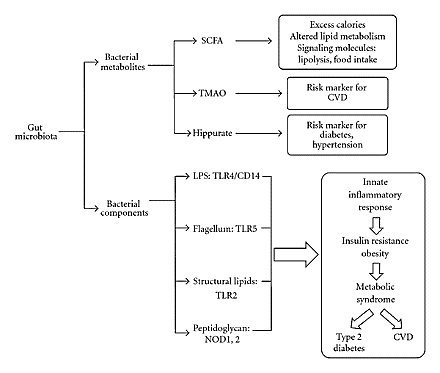 Gut
microbiota
Bacterial
metabolites
SCFA
Excess calories
Altered lipid metabolism
Signaling molecules:
lipolysis, food intake
TMAO
Risk marker for
CVD
Hippurate
Risk marker for
diabetes,
hypertension
Bacterial
components
LPS: TLR4/CD14
Flagellum: TLR5
Structural lipids:
TLR2
Peptidoglycan:
NOD1, 2
Innate
inflammatory
response
Insulin resistance
obesity
Metabolic
syndrome
Type 2
diabetes
CVD